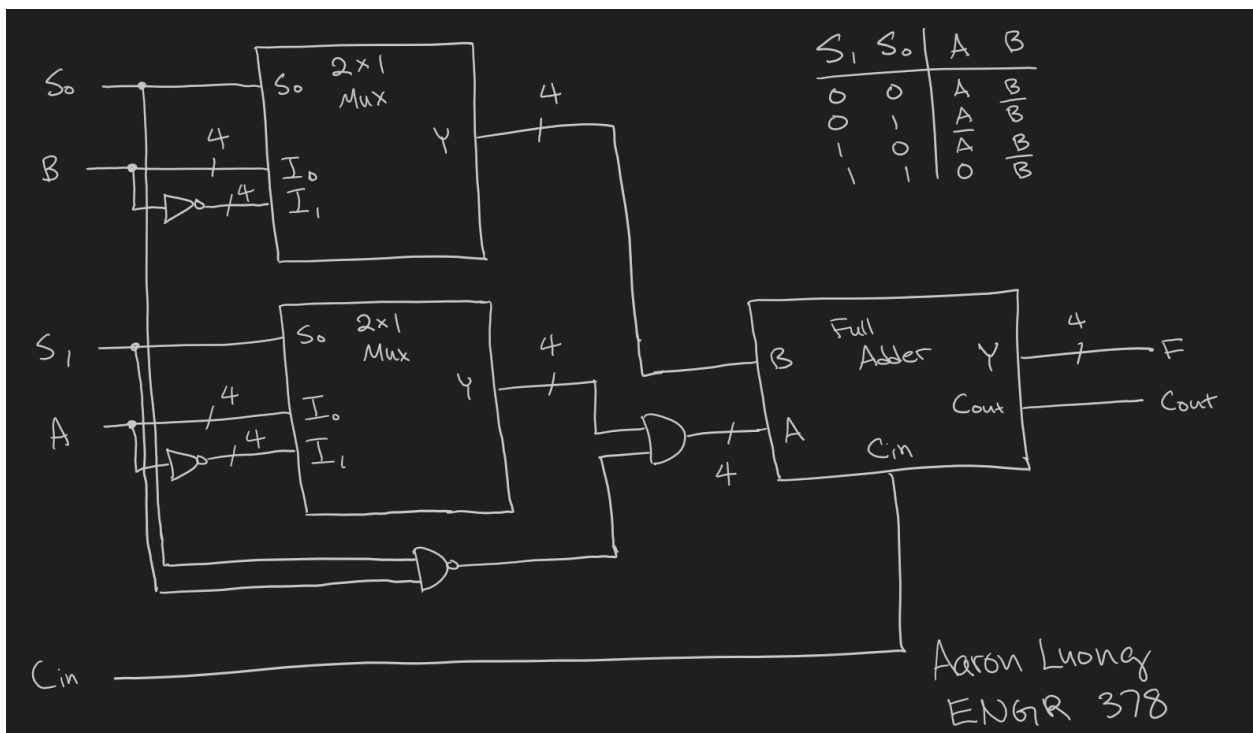 S₁ S₀ A B
0 0 A B
0 1 A B̅
1 0 A̅ B
1 1 0 B̅
S₀
B
4
4
S₀
I₀
I₁
2×1
Mux
Y
4
S₁
A
4
4
S₀
I₀
I₁
2×1
Mux
Y
4
4
B
A
Full
Adder
Cin
Y
Cout
4
F
Cout
Cin
Aaron Luong
ENGR 378